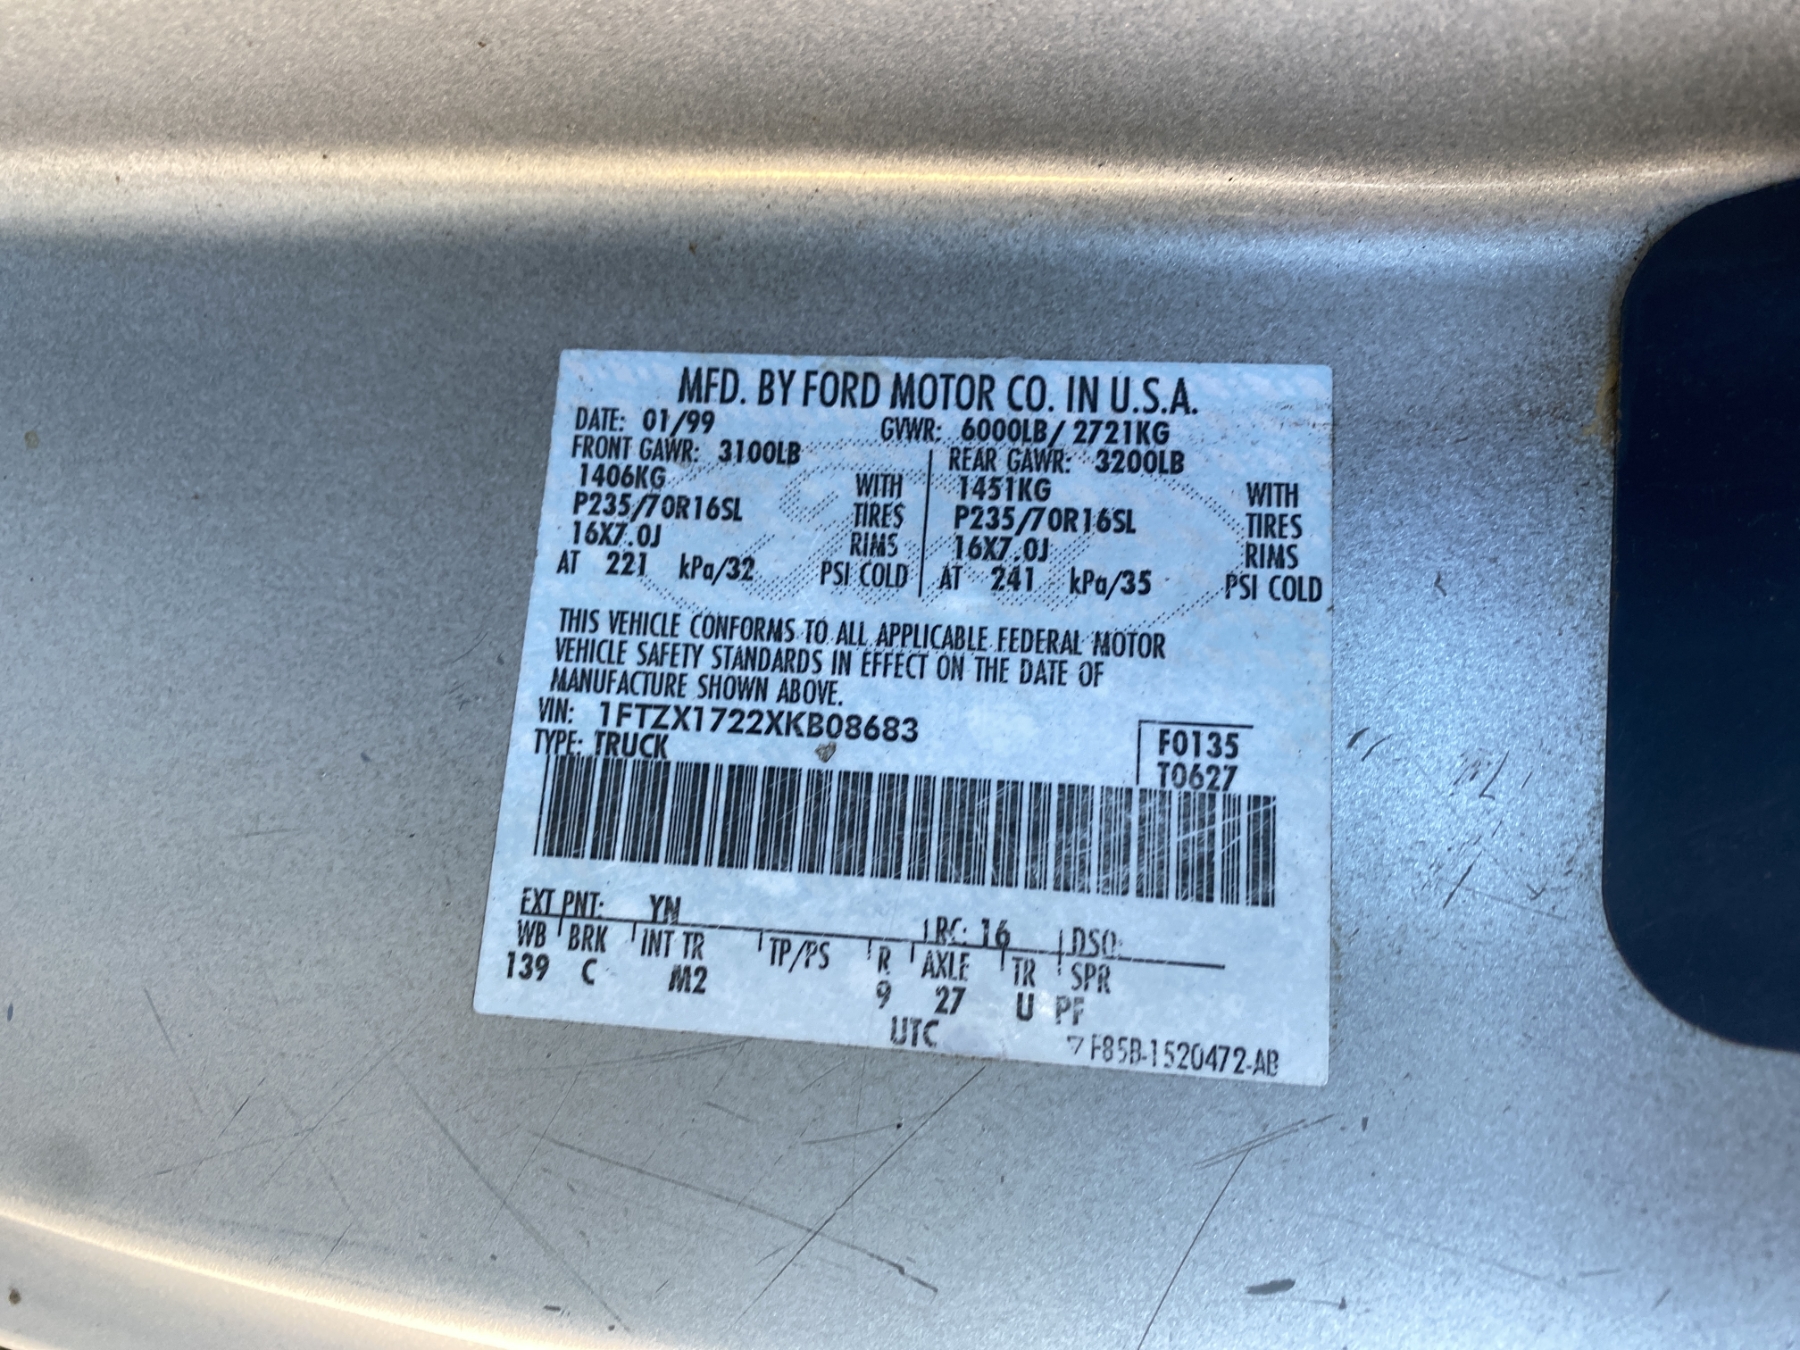 MFD. BY FORD MOTOR CO. IN U.S.A.
DATE: 01/99 GVWR: 6000LB/ 2721KG
FRONT GAWR: 3100LB REAR GAWR: 3200LB
1406KG WITH 1451KG WITH
P235/70R16SL TIRES P235/70R16SL TIRES
16X7.0J RIMS 16X7.0J RIMS
AT 221 kPa/32 PSI COLD AT 241 kPa/35 PSI COLD
THIS VEHICLE CONFORMS TO ALL APPLICABLE FEDERAL MOTOR
VEHICLE SAFETY STANDARDS IN EFFECT ON THE DATE OF
MANUFACTURE SHOWN ABOVE.
VIN: 1FTZX1722XKB08683 F0135
TYPE: TRUCK T0627
EXT PNT: YN RC: 16 DSO:
WB BRK INT TR TP/PS R AXLE TR SPR
139 C M2 9 27 U PF
UTC F85B-1520472-AB